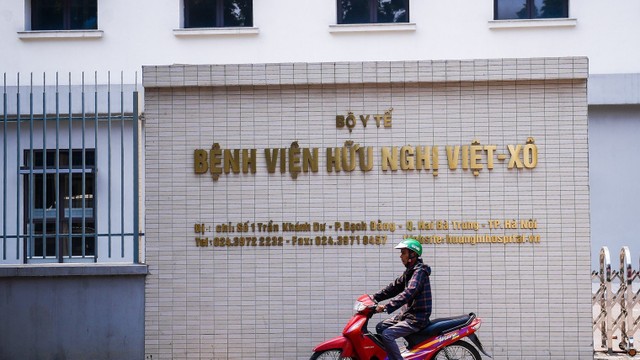 BỘ Y TẾ
BỆNH VIỆN HỮU NGHỊ VIỆT-XÔ
chỉ: Số 1 Trần Khánh Dư - P. Bạch Đằng - Q. Hai Bà Trưng - TP. Hà Nội
Tel: 024.3972 2232 - Fax: 024.3971